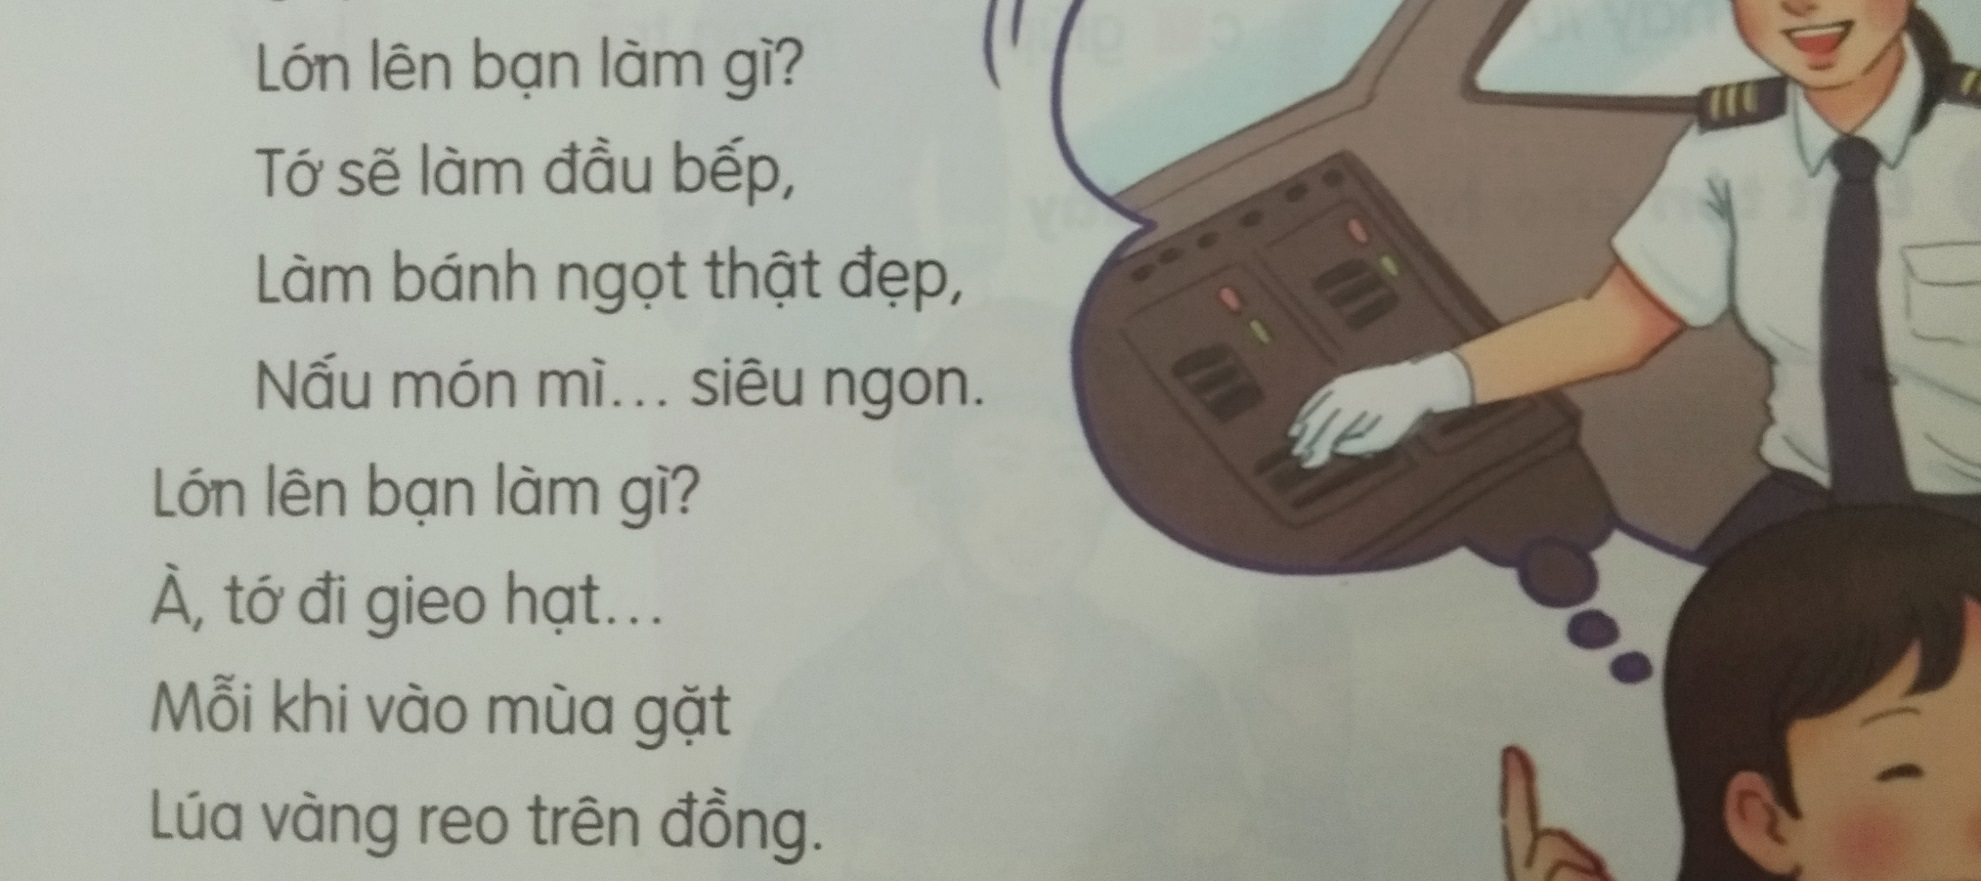 Lớn lên bạn làm gì?
Tớ sẽ làm đầu bếp,
Làm bánh ngọt thật đẹp,
Nấu món mì... siêu ngon.
Lớn lên bạn làm gì?
À, tớ đi gieo hạt...
Mỗi khi vào mùa gặt
Lúa vàng reo trên đồng.